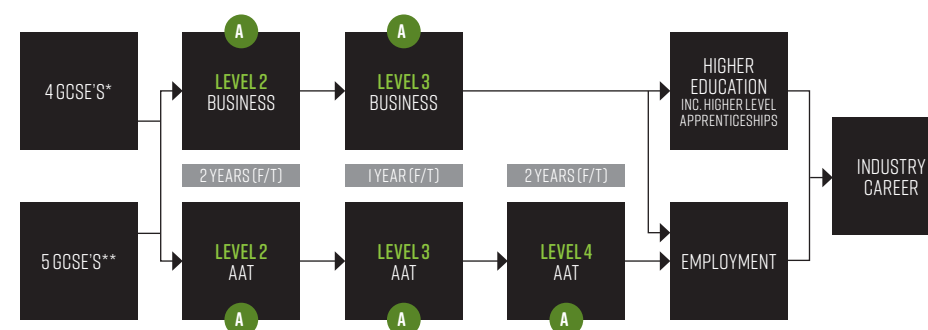 A
A
4 GCSE'S*
LEVEL 2
BUSINESS
LEVEL 3
BUSINESS
HIGHER
EDUCATION
INC. HIGHER LEVEL
APPRENTICESHIPS
INDUSTRY
CAREER
2 YEARS (F/T)
1 YEAR (F/T)
2 YEARS (F/T)
5 GCSE'S**
LEVEL 2
AAT
LEVEL 3
AAT
LEVEL 4
AAT
EMPLOYMENT
A
A
A